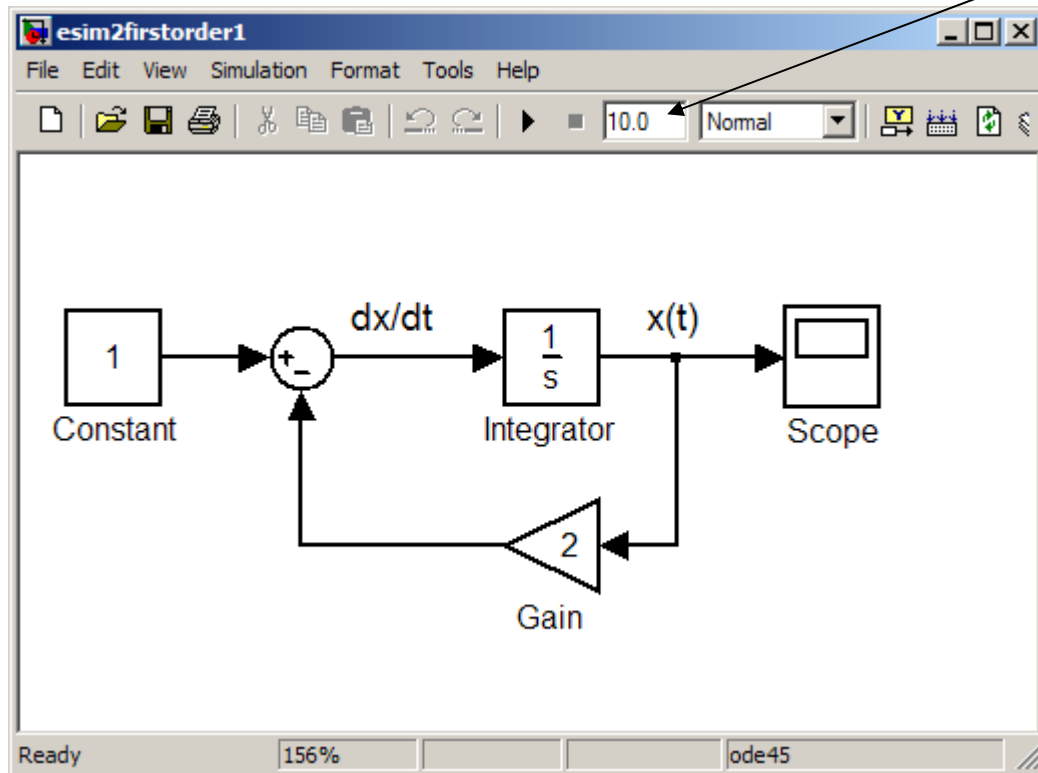 esim2firstorder1
File Edit View Simulation Format Tools Help
10.0 Normal
dx/dt x(t)
1 + − 1
s
Constant Integrator Scope
2
Gain
Ready 156% ode45